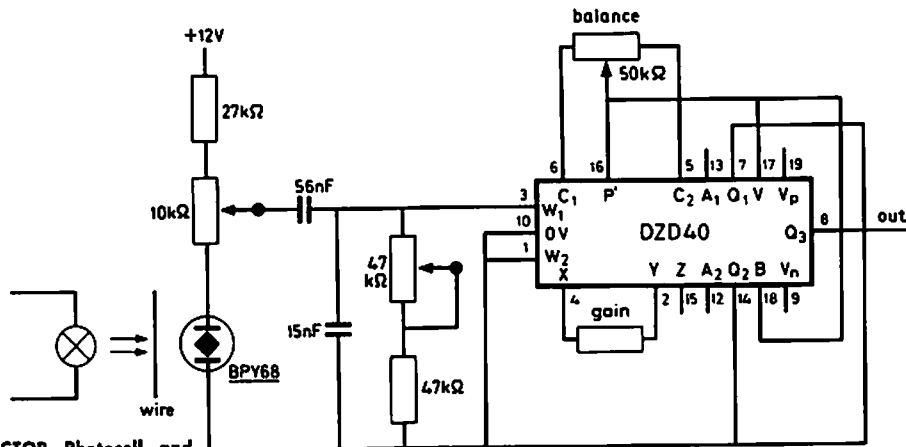 balance
+12V
50kΩ
27kΩ
6 16 5 13 7 17 19
56nF
C1 P' C2 A1 Q1 V Vp
3
W1
10kΩ
10
0V
DZD40
8
Q3
out
1
W2
47
kΩ
X Y Z A2 Q2 B Vn
4 2 15 12 14 18 9
gain
15nF
BPY68
47kΩ
wire
Photocell and